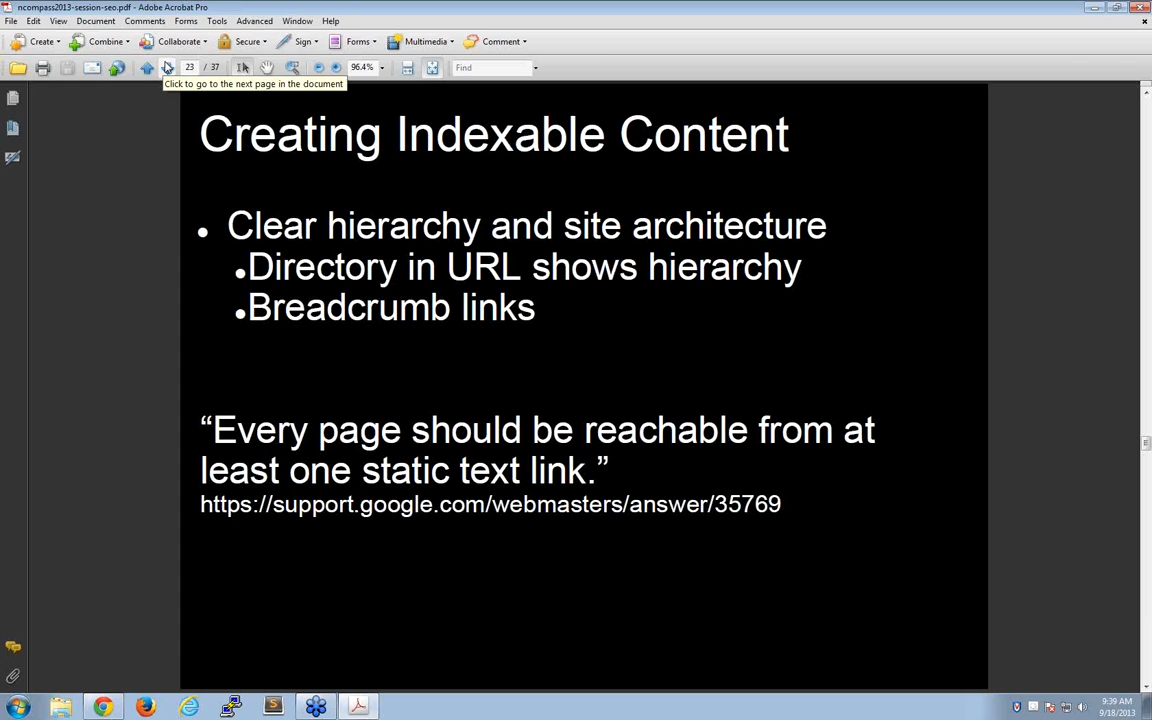 ncompass2013-session-seo.pdf - Adobe Acrobat Pro
File Edit View Document Comments Forms Tools Advanced Window Help
Create Combine Collaborate Secure Sign Forms Multimedia Comment
23 / 37 96.4% Find
Click to go to the next page in the document
Creating Indexable Content
● Clear hierarchy and site architecture
●Directory in URL shows hierarchy
●Breadcrumb links
“Every page should be reachable from at
least one static text link.”
https://support.google.com/webmasters/answer/35769
9:39 AM
9/18/2013